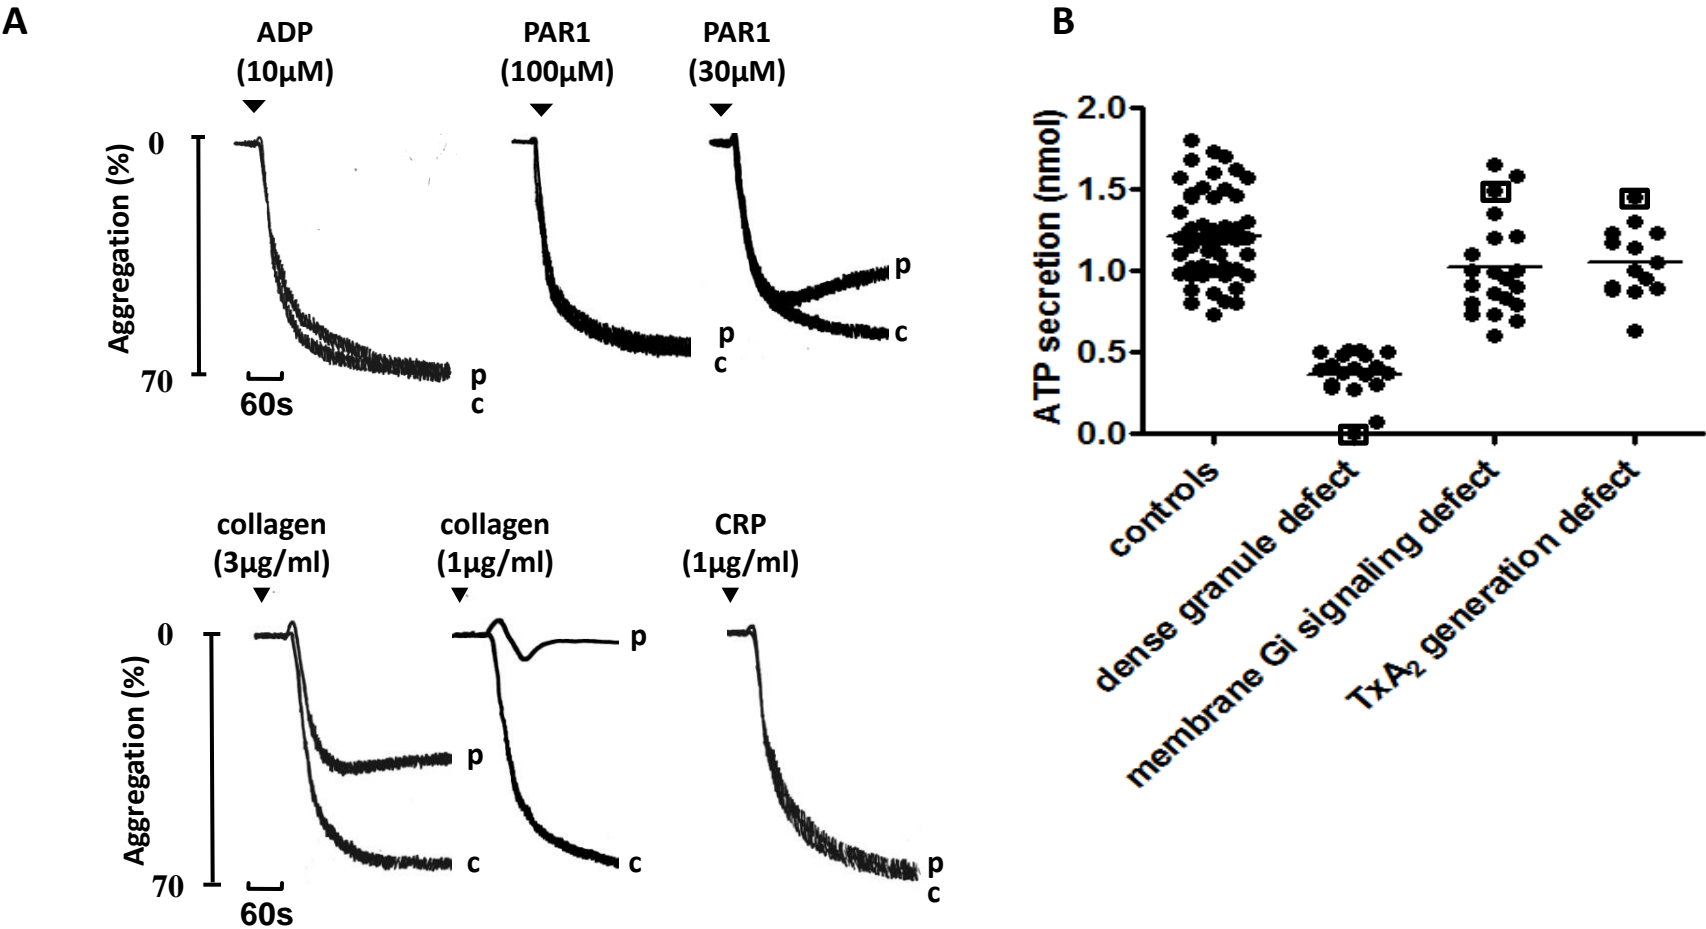 A
ADP
(10µM)
PAR1
(100µM)
PAR1
(30µM)
Aggregation (%)
0
70
60s
p
c
p
c
p
c
collagen
(3µg/ml)
collagen
(1µg/ml)
CRP
(1µg/ml)
Aggregation (%)
0
70
60s
p
c
p
c
p
c
B
ATP secretion (nmol)
2.0
1.5
1.0
0.5
0.0
controls
dense granule defect
membrane Gi signaling defect
TxA2 generation defect